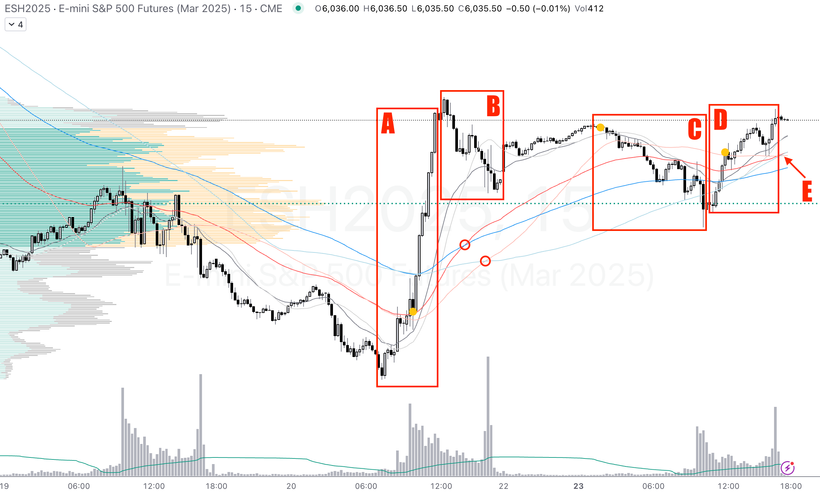 ESH2025 · E-mini S&P 500 Futures (Mar 2025) · 15 · CME O6,036.00 H6,036.50 L6,035.50 C6,035.50 −0.50 (−0.01%) Vol412
4
A
B
C
D
E
ESH2025, 15
E-mini S&P 500 Futures (Mar 2025)
19 06:00 12:00 18:00 20 06:00 12:00 22 23 06:00 12:00 18:00